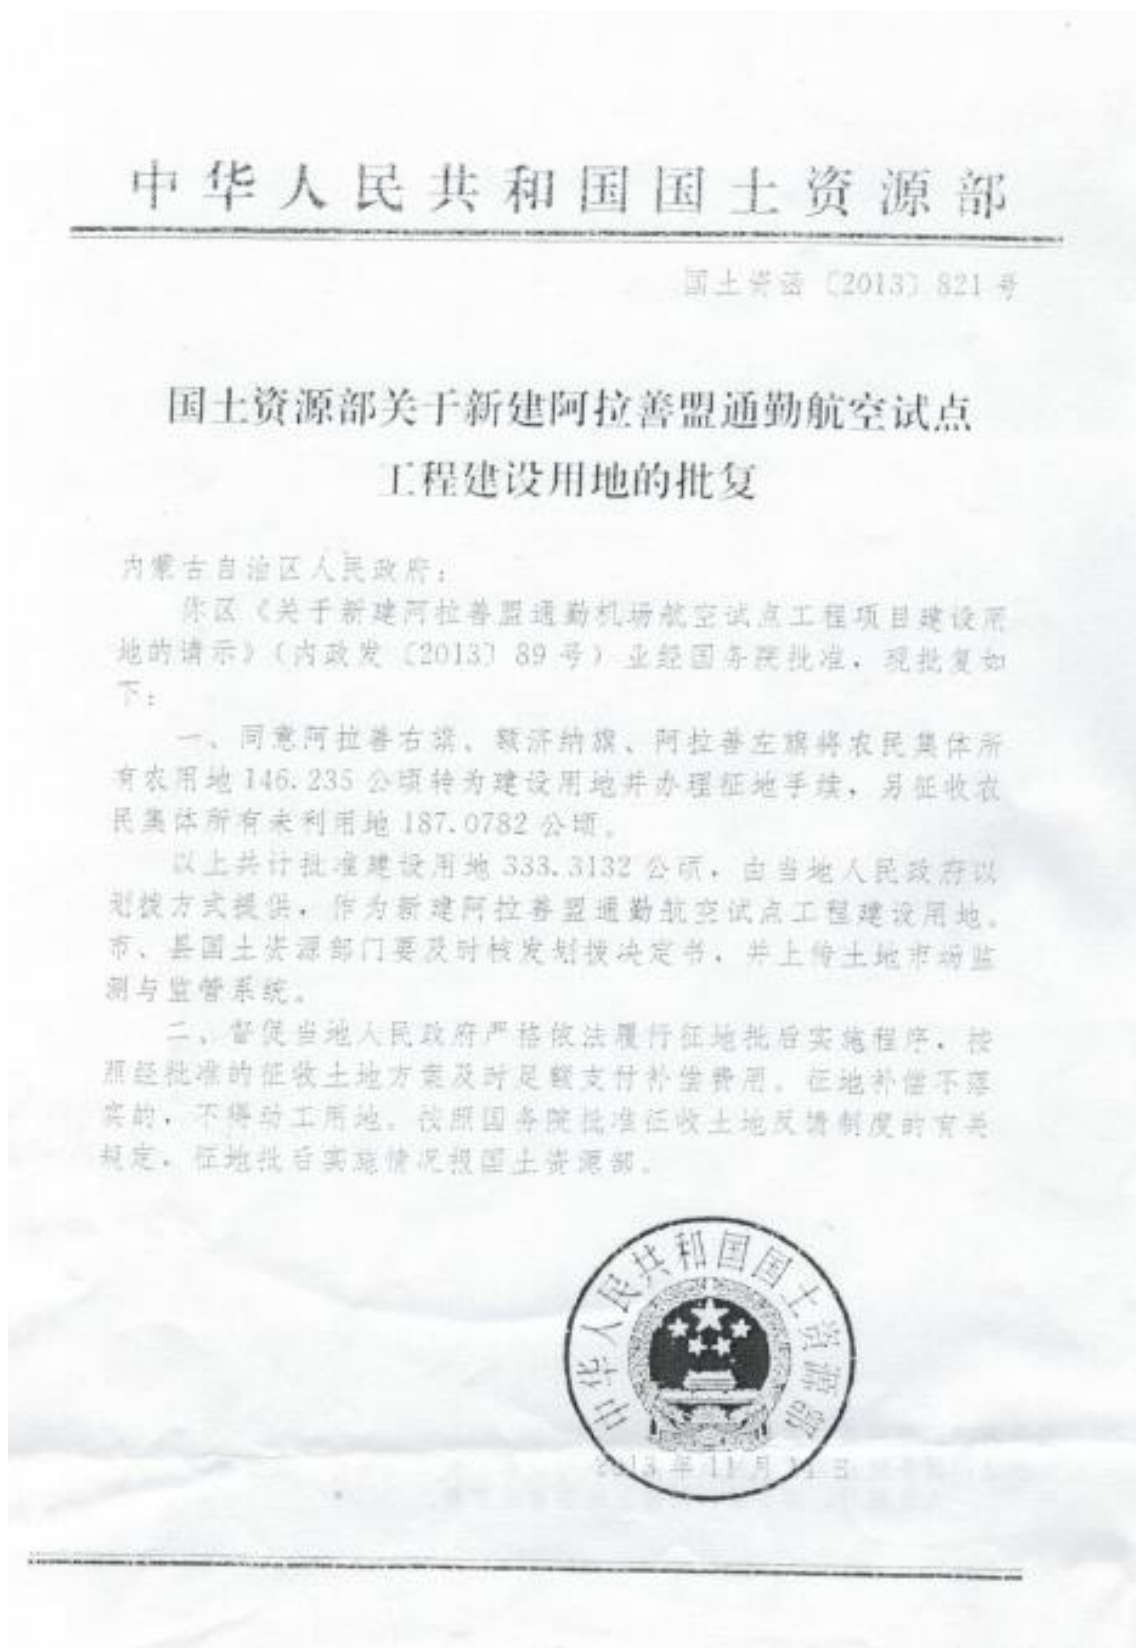 中华人民共和国国土资源部
国土资函〔2013〕821号
国土资源部关于新建阿拉善盟通勤航空试点
工程建设用地的批复
内蒙古自治区人民政府：
你区《关于新建阿拉善盟通勤机场航空试点工程项目建设用
地的请示》（内政发〔2013〕89号）业经国务院批准，现批复如
下：
一、同意阿拉善右旗、额济纳旗、阿拉善左旗将农民集体所
有农用地146.235公顷转为建设用地并办理征地手续，另征收农
民集体所有未利用地187.0782公顷。
以上共计批准建设用地333.3132公顷，由当地人民政府以
划拨方式提供，作为新建阿拉善盟通勤航空试点工程建设用地。
市、县国土资源部门要及时核发划拨决定书，并上传土地市场监
测与监管系统。
二、督促当地人民政府严格依法履行征地批后实施程序，按
照经批准的征收土地方案及时足额支付补偿费用。征地补偿不落
实的，不得动工用地。按照国务院批准征收土地反馈制度的有关
规定，征地批后实施情况报国土资源部。
中华人民共和国国土资源部
2013年11月11日